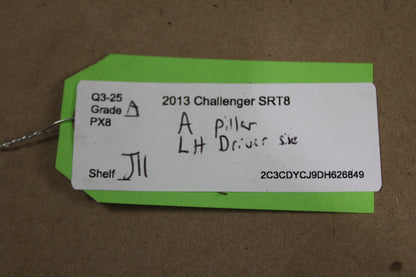 Q3-25 2013 Challenger SRT8
Grade A
PX8
A pillar
LH Driver side
Shelf J11
2C3CDYCJ9DH626849